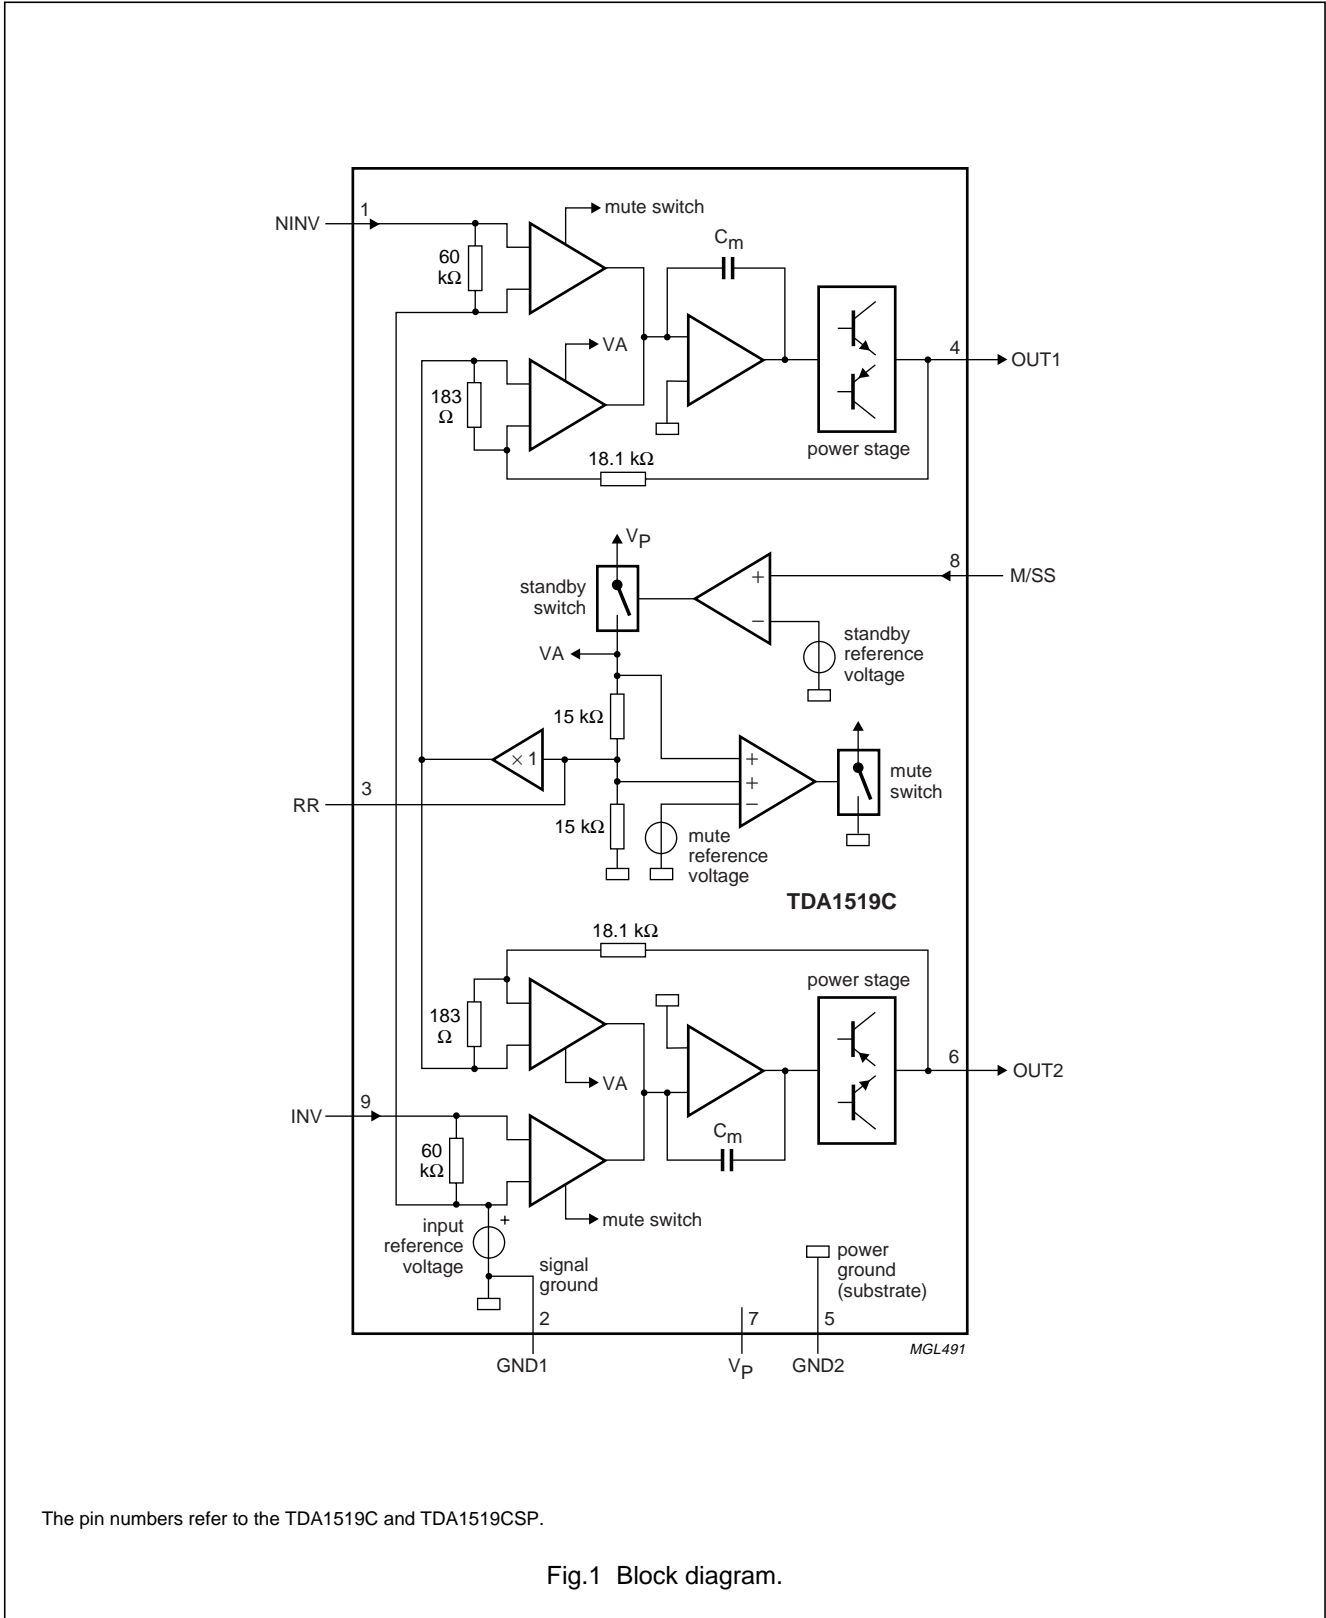 NINV
1
mute switch
60
kΩ
Cm
VA
4
OUT1
183
Ω
power stage
18.1 kΩ
VP
8
M/SS
standby
switch
+
−
standby
reference
voltage
VA
15 kΩ
× 1
+
+
−
mute
switch
3
RR
15 kΩ
mute
reference
voltage
TDA1519C
18.1 kΩ
power stage
183
Ω
6
OUT2
VA
9
INV
60
kΩ
Cm
mute switch
+
input
reference
voltage
signal
ground
power
ground
(substrate)
2
7
5
MGL491
GND1
VP
GND2
The pin numbers refer to the TDA1519C and TDA1519CSP.
Fig.1 Block diagram.